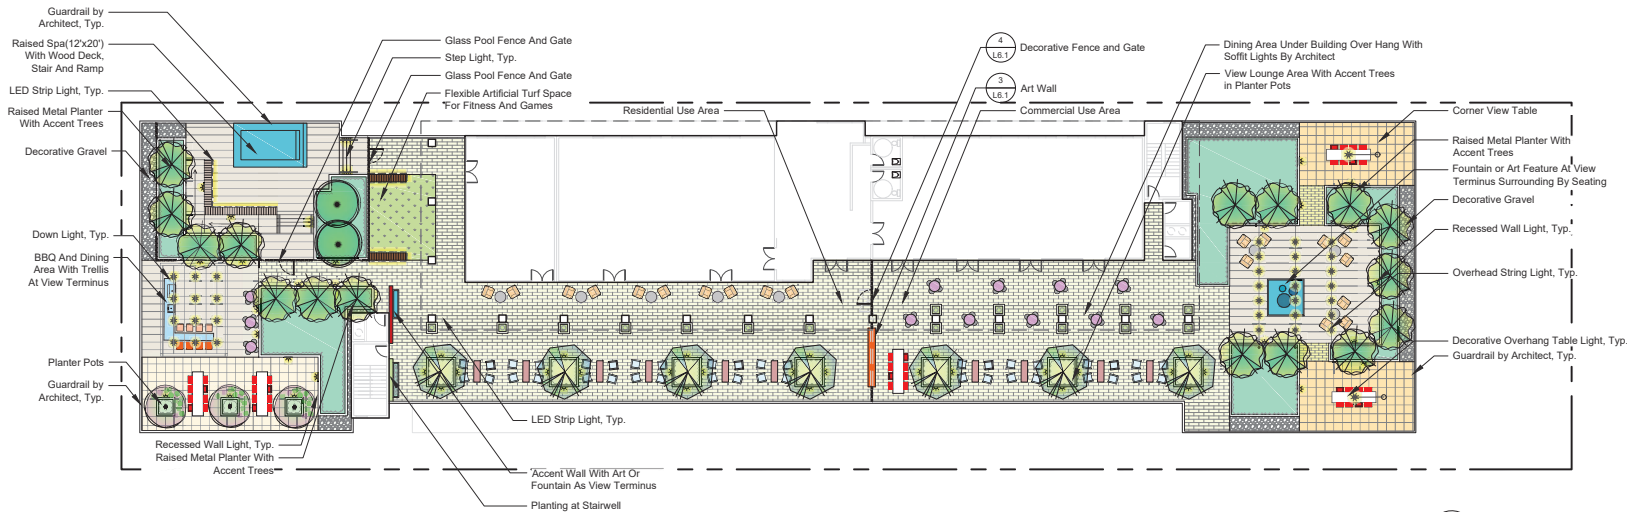 Guardrail by
Architect, Typ.
Raised Spa(12'x20')
With Wood Deck,
Stair And Ramp
LED Strip Light, Typ.
Raised Metal Planter
With Accent Trees
Decorative Gravel
Down Light, Typ.
BBQ And Dining
Area With Trellis
At View Terminus
Planter Pots
Guardrail by
Architect, Typ.
Recessed Wall Light, Typ.
Raised Metal Planter With
Accent Trees
Glass Pool Fence And Gate
Step Light, Typ.
Glass Pool Fence And Gate
Flexible Artificial Turf Space
For Fitness And Games
Residential Use Area
LED Strip Light, Typ.
Accent Wall With Art Or
Fountain As View Terminus
Planting at Stairwell
4
L6.1
Decorative Fence and Gate
3
L6.1
Art Wall
Commercial Use Area
Dining Area Under Building Over Hang With
Soffit Lights By Architect
View Lounge Area With Accent Trees
in Planter Pots
Corner View Table
Raised Metal Planter With
Accent Trees
Fountain or Art Feature At View
Terminus Surrounding By Seating
Decorative Gravel
Recessed Wall Light, Typ.
Overhead String Light, Typ.
Decorative Overhang Table Light, Typ.
Guardrail by Architect, Typ.